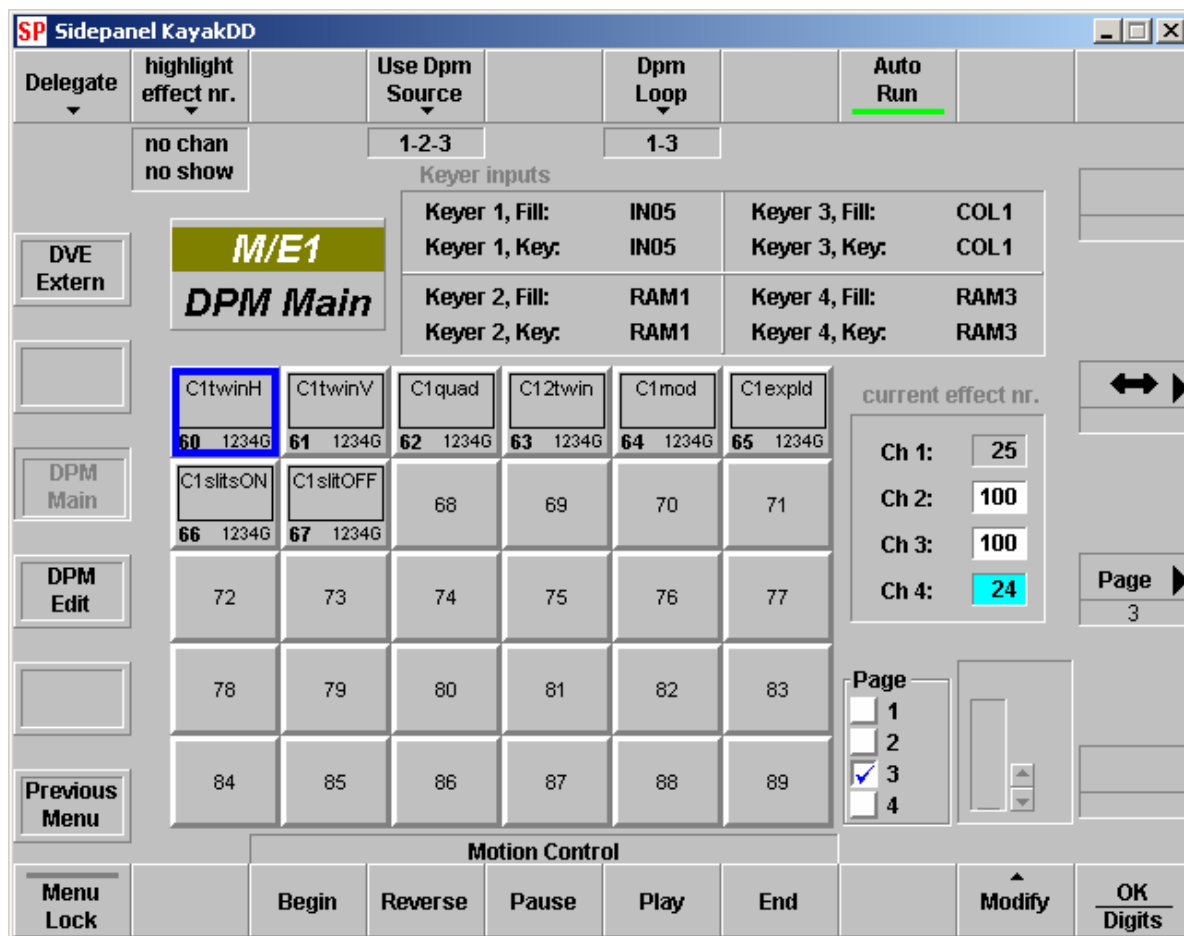 SP Sidepanel KayakDD
Delegate
highlight
effect nr.
Use Dpm
Source
Dpm
Loop
Auto
Run
no chan
no show
1-2-3
1-3
Keyer inputs
Keyer 1, Fill: IN05 Keyer 3, Fill: COL1
Keyer 1, Key: IN05 Keyer 3, Key: COL1
Keyer 2, Fill: RAM1 Keyer 4, Fill: RAM3
Keyer 2, Key: RAM1 Keyer 4, Key: RAM3
M/E1
DPM Main
DVE
Extern
DPM
Main
DPM
Edit
Previous
Menu
C1twinH C1twinV C1quad C12twin C1mod C1expld
60 1234G 61 1234G 62 1234G 63 1234G 64 1234G 65 1234G
C1slitsON C1slitOFF 68 69 70 71
66 1234G 67 1234G
72 73 74 75 76 77
78 79 80 81 82 83
84 85 86 87 88 89
current effect nr.
Ch 1: 25
Ch 2: 100
Ch 3: 100
Ch 4: 24
Page
3
Page
1
2
3
4
Motion Control
Menu
Lock
Begin
Reverse
Pause
Play
End
Modify
OK
Digits